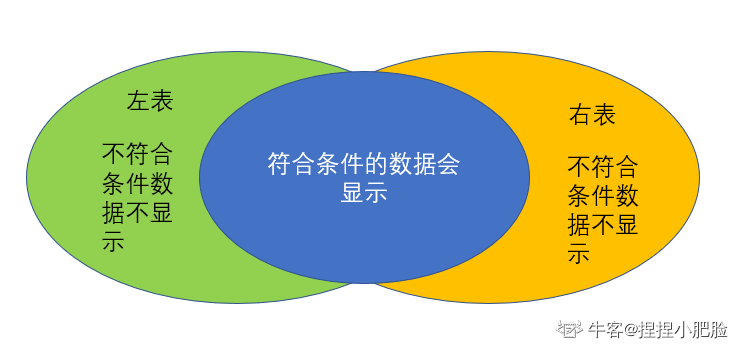 左表
不符合
条件数
据不显
示
符合条件的数据会
显示
右表
不符合
条件数
据不显
示
牛客@捏捏小肥脸